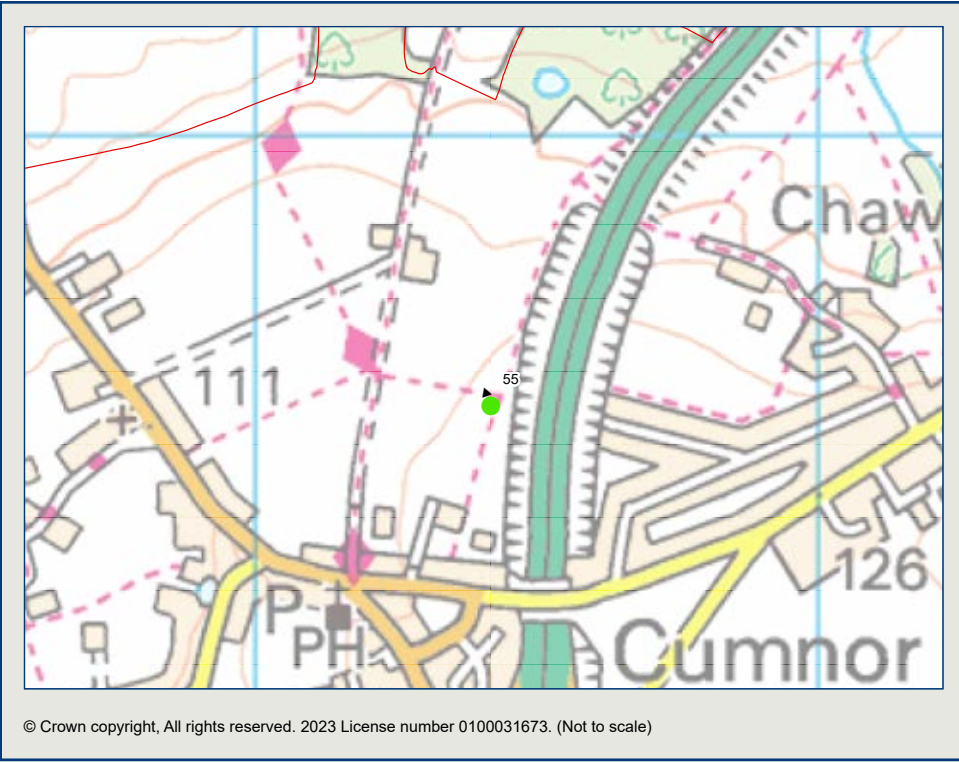 Chaw
55
111
126
P
PH
Cumnor
© Crown copyright, All rights reserved. 2023 License number 0100031673. (Not to scale)